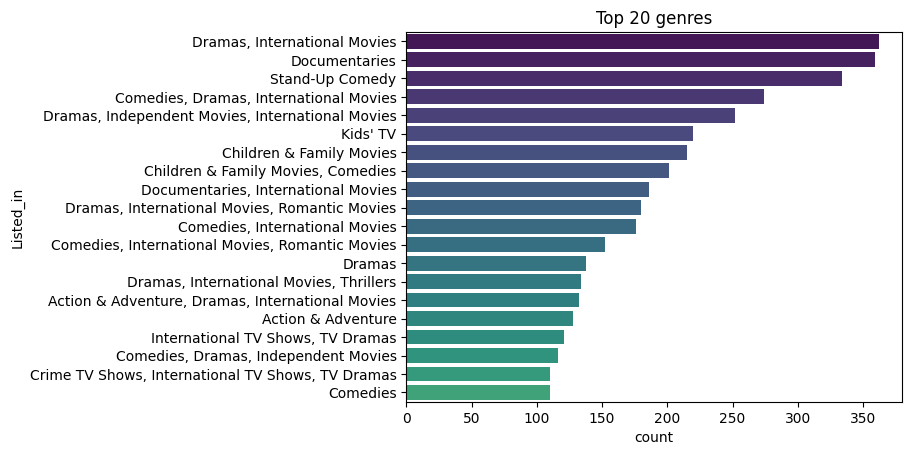 Top 20 genres
Listed_in
Dramas, International Movies
Documentaries
Stand-Up Comedy
Comedies, Dramas, International Movies
Dramas, Independent Movies, International Movies
Kids' TV
Children & Family Movies
Children & Family Movies, Comedies
Documentaries, International Movies
Dramas, International Movies, Romantic Movies
Comedies, International Movies
Comedies, International Movies, Romantic Movies
Dramas
Dramas, International Movies, Thrillers
Action & Adventure, Dramas, International Movies
Action & Adventure
International TV Shows, TV Dramas
Comedies, Dramas, Independent Movies
Crime TV Shows, International TV Shows, TV Dramas
Comedies
0 50 100 150 200 250 300 350
count